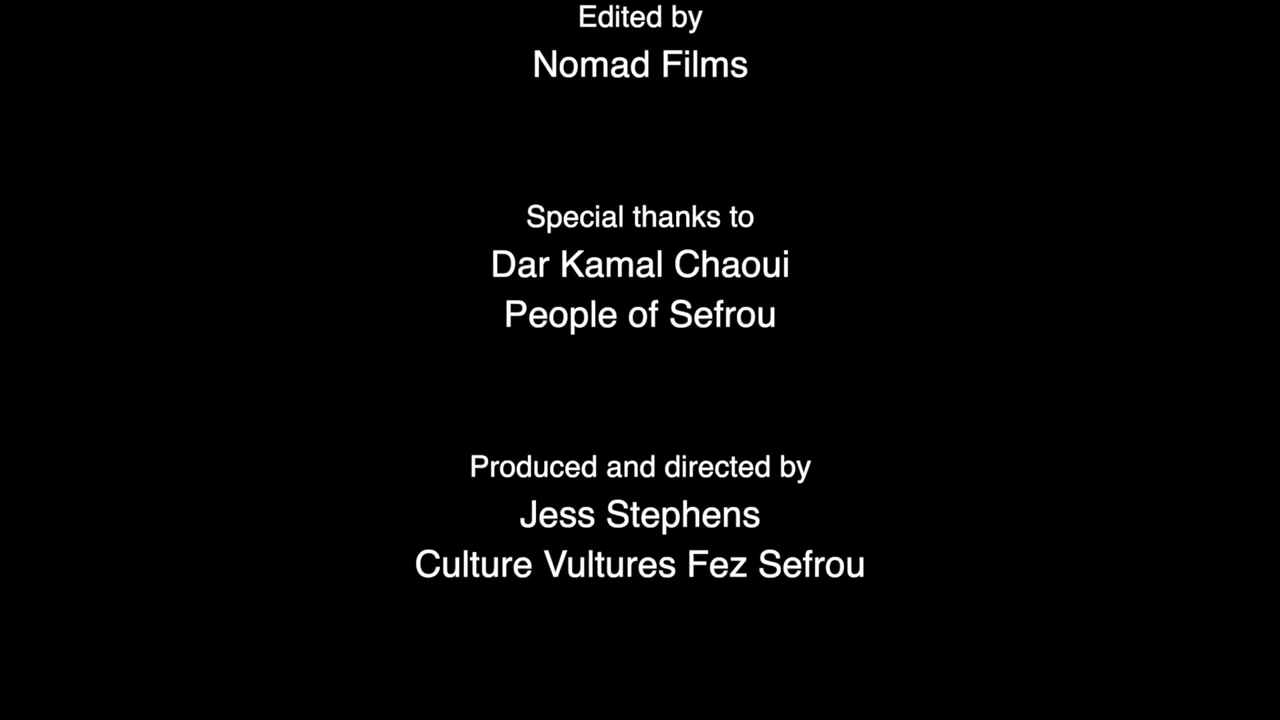 Edited by
Nomad Films
Special thanks to
Dar Kamal Chaoui
People of Sefrou
Produced and directed by
Jess Stephens
Culture Vultures Fez Sefrou